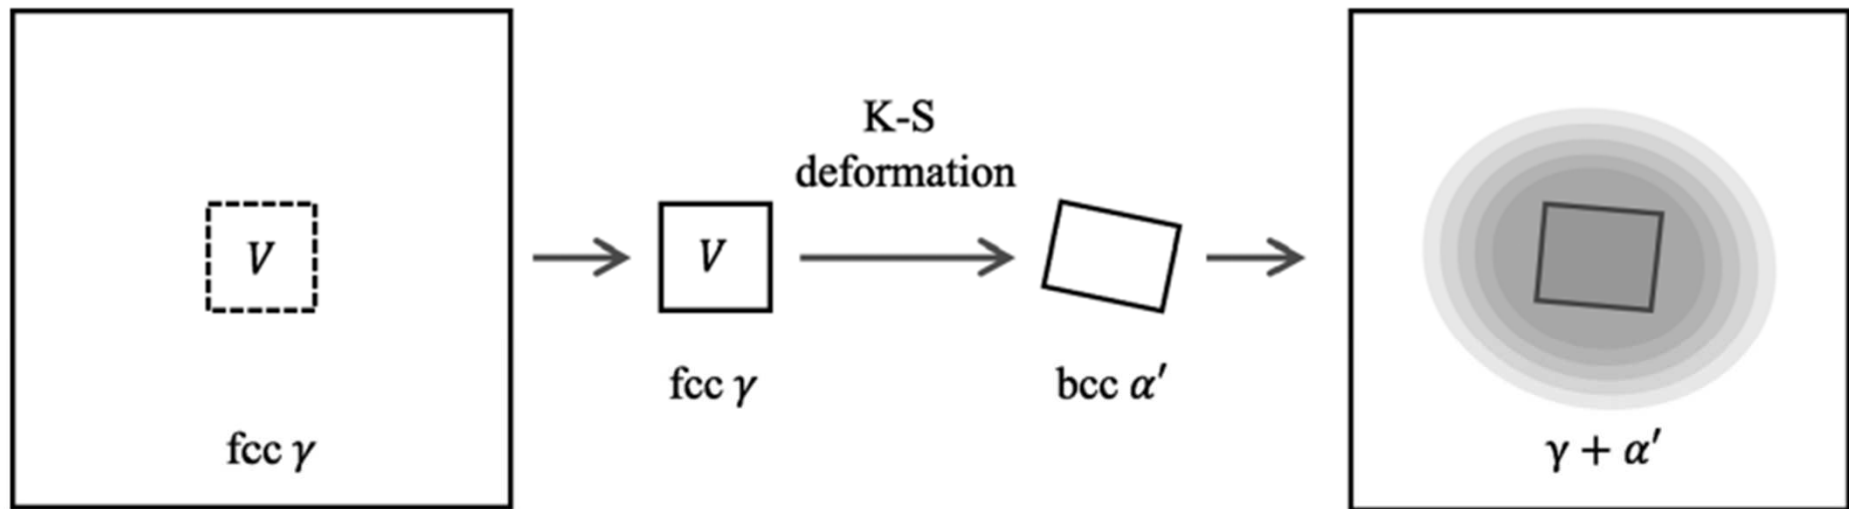 V
fcc γ
V
fcc γ
K-S
deformation
bcc α′
γ + α′